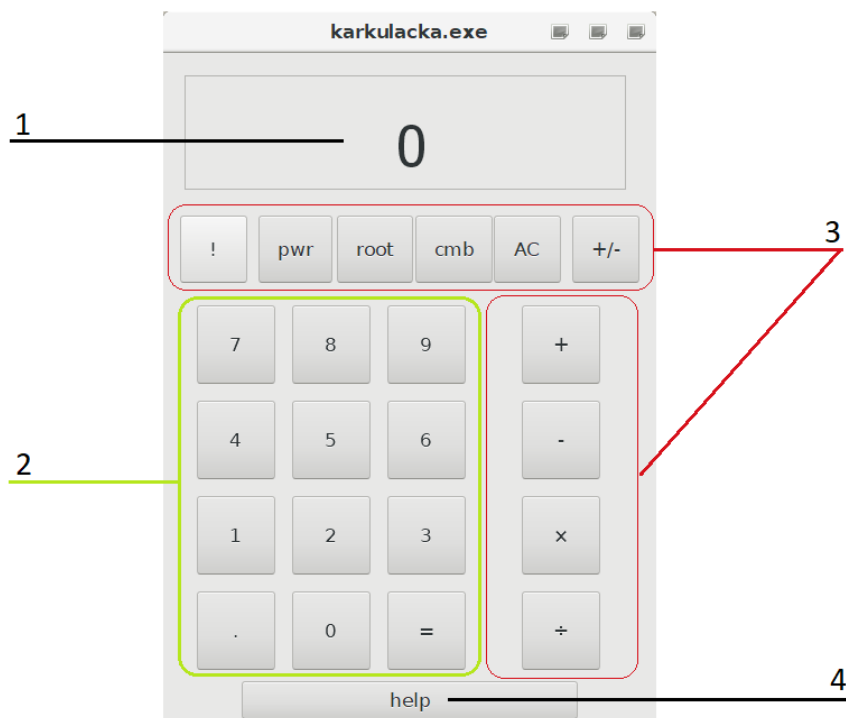 karkulacka.exe
1
0
3
! pwr root cmb AC +/-
7 8 9 +
4 5 6 -
2
1 2 3 ×
. 0 = ÷
4
help